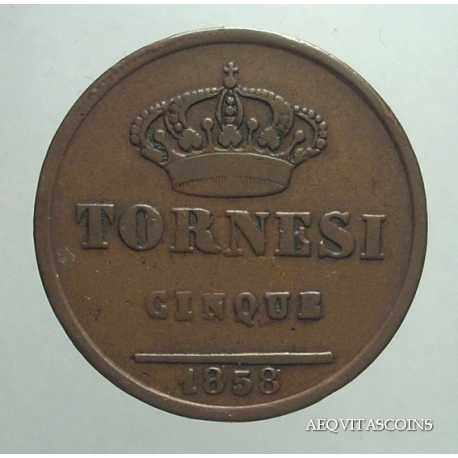 TORNESI
CINQUE
1858
AEQVITASCOINS